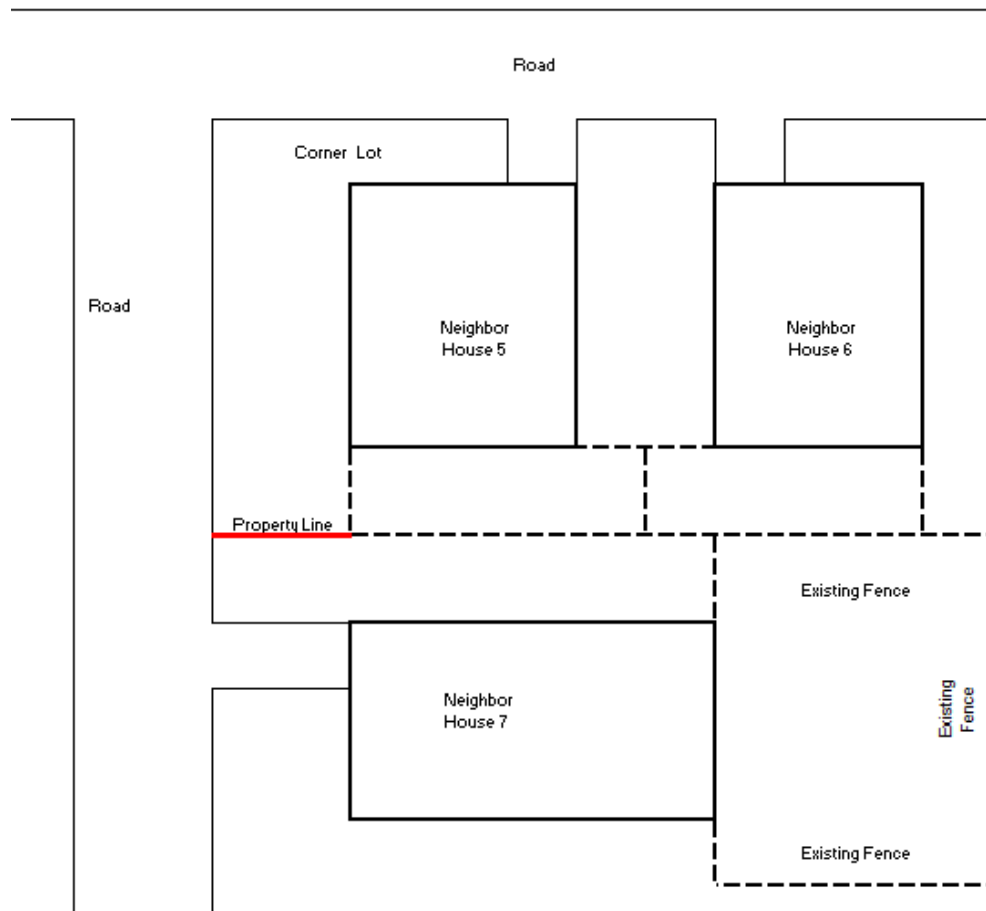 Road
Corner Lot
Road
Neighbor
House 5
Neighbor
House 6
Property Line
Existing Fence
Neighbor
House 7
Existing
Fence
Existing Fence